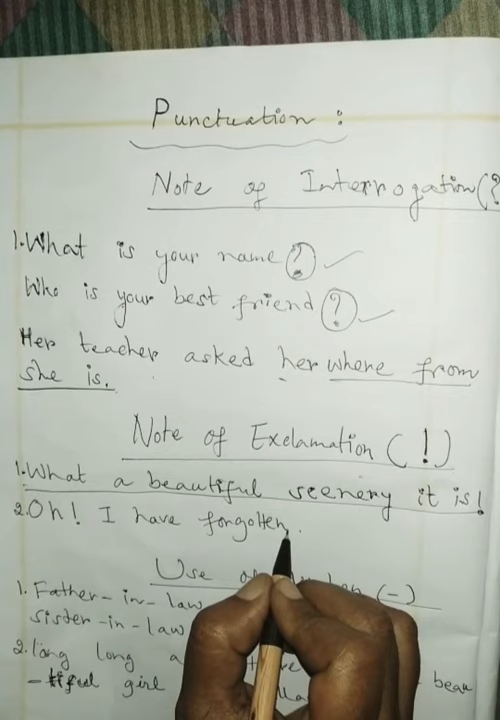 Punctuation :
Note of Interrogation (?
1. What is your name ?
Who is your best friend ?
Her teacher asked her where from
she is.
Note of Exclamation ( ! )
1. What a beautiful scenery it is!
2. Oh! I have forgotten.
Use (-)
1. Father-in-law
sister-in-law
2. long long a
-tiful girl beau